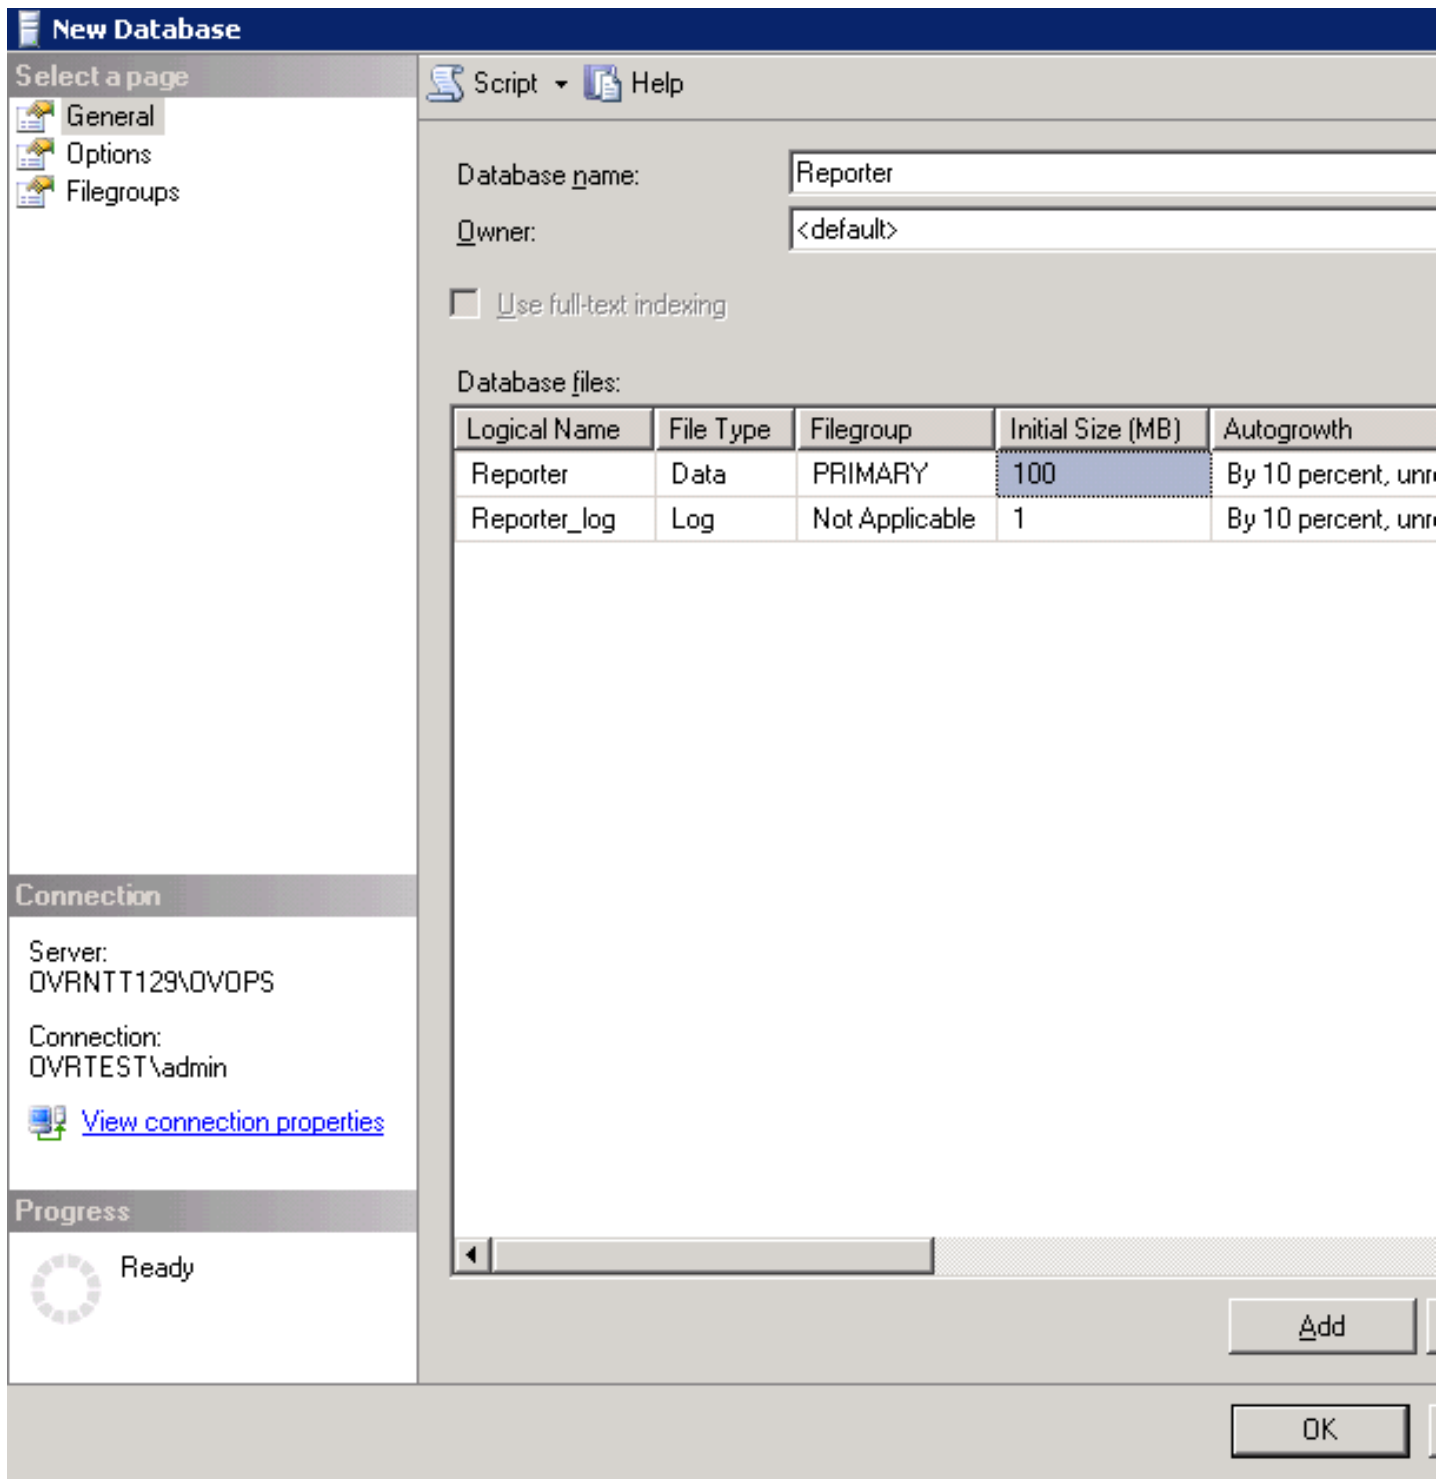 New Database
Select a page
General
Options
Filegroups
Script Help
Database name: Reporter
Owner: <default>
Use full-text indexing
Database files:
Logical Name File Type Filegroup Initial Size (MB) Autogrowth
Reporter Data PRIMARY 100 By 10 percent,
Reporter_log Log Not Applicable 1 By 10 percent,
Connection
Server:
OVRNTT129\OVOPS
Connection:
OVRTEST\admin
View connection properties
Progress
Ready
Add
OK